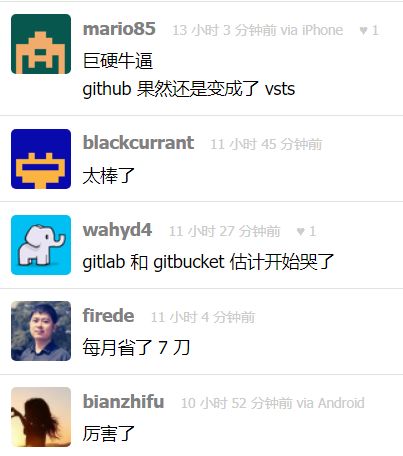 mario85 13 小时 3 分钟前 via iPhone ♥ 1
巨硬牛逼
github 果然还是变成了 vsts
blackcurrant 11 小时 45 分钟前
太棒了
wahyd4 11 小时 27 分钟前 ♥ 1
gitlab 和 gitbucket 估计开始哭了
firede 11 小时 4 分钟前
每月省了 7 刀
bianzhifu 10 小时 52 分钟前 via Android
厉害了